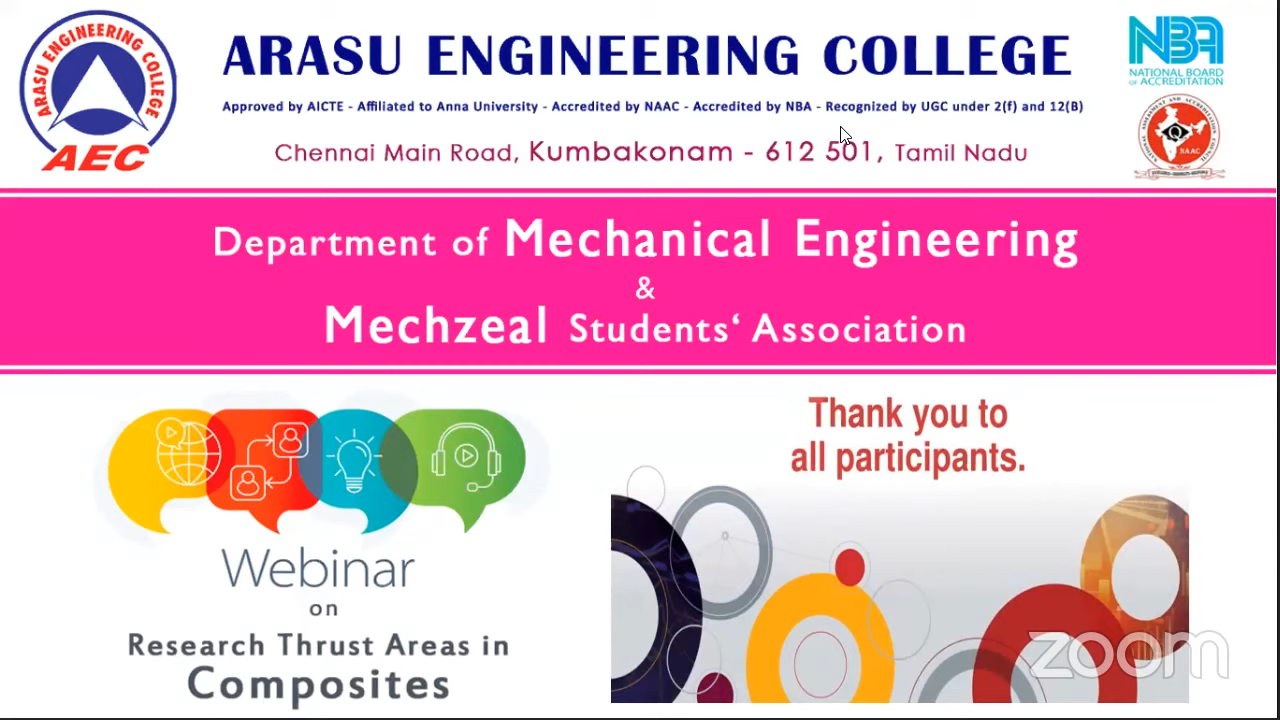 ARASU ENGINEERING COLLEGE
AEC
ARASU ENGINEERING COLLEGE
Approved by AICTE - Affiliated to Anna University - Accredited by NAAC - Accredited by NBA - Recognized by UGC under 2(f) and 12(B)
Chennai Main Road, Kumbakonam - 612 501, Tamil Nadu
NBA
NATIONAL BOARD
OF ACCREDITATION
NAAC
Department of Mechanical Engineering
&
Mechzeal Students‘ Association
Webinar
on
Research Thrust Areas in
Composites
Thank you to
all participants.
zoom